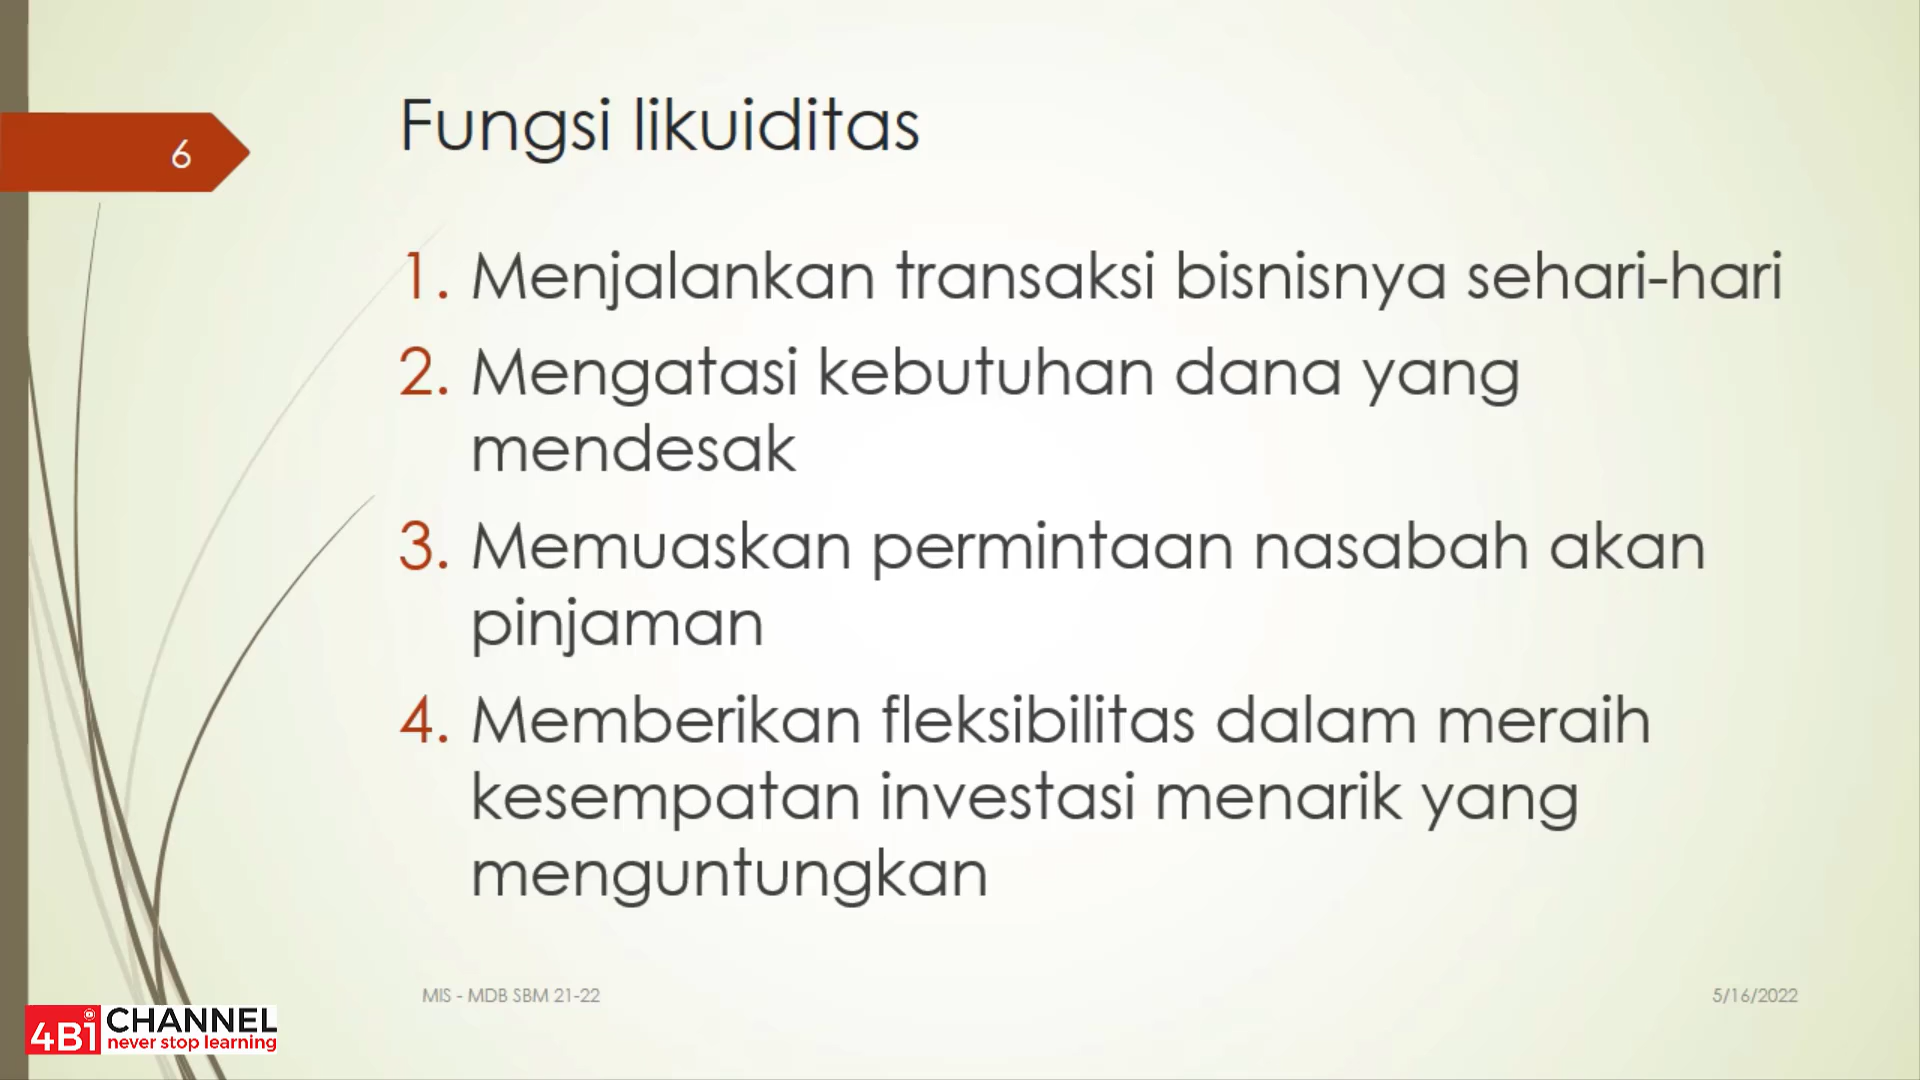 6
Fungsi likuiditas
1. Menjalankan transaksi bisnisnya sehari-hari
2. Mengatasi kebutuhan dana yang
mendesak
3. Memuaskan permintaan nasabah akan
pinjaman
4. Memberikan fleksibilitas dalam meraih
kesempatan investasi menarik yang
menguntungkan
MIS - MDB SBM 21-22
5/16/2022
4Bi CHANNEL
never stop learning